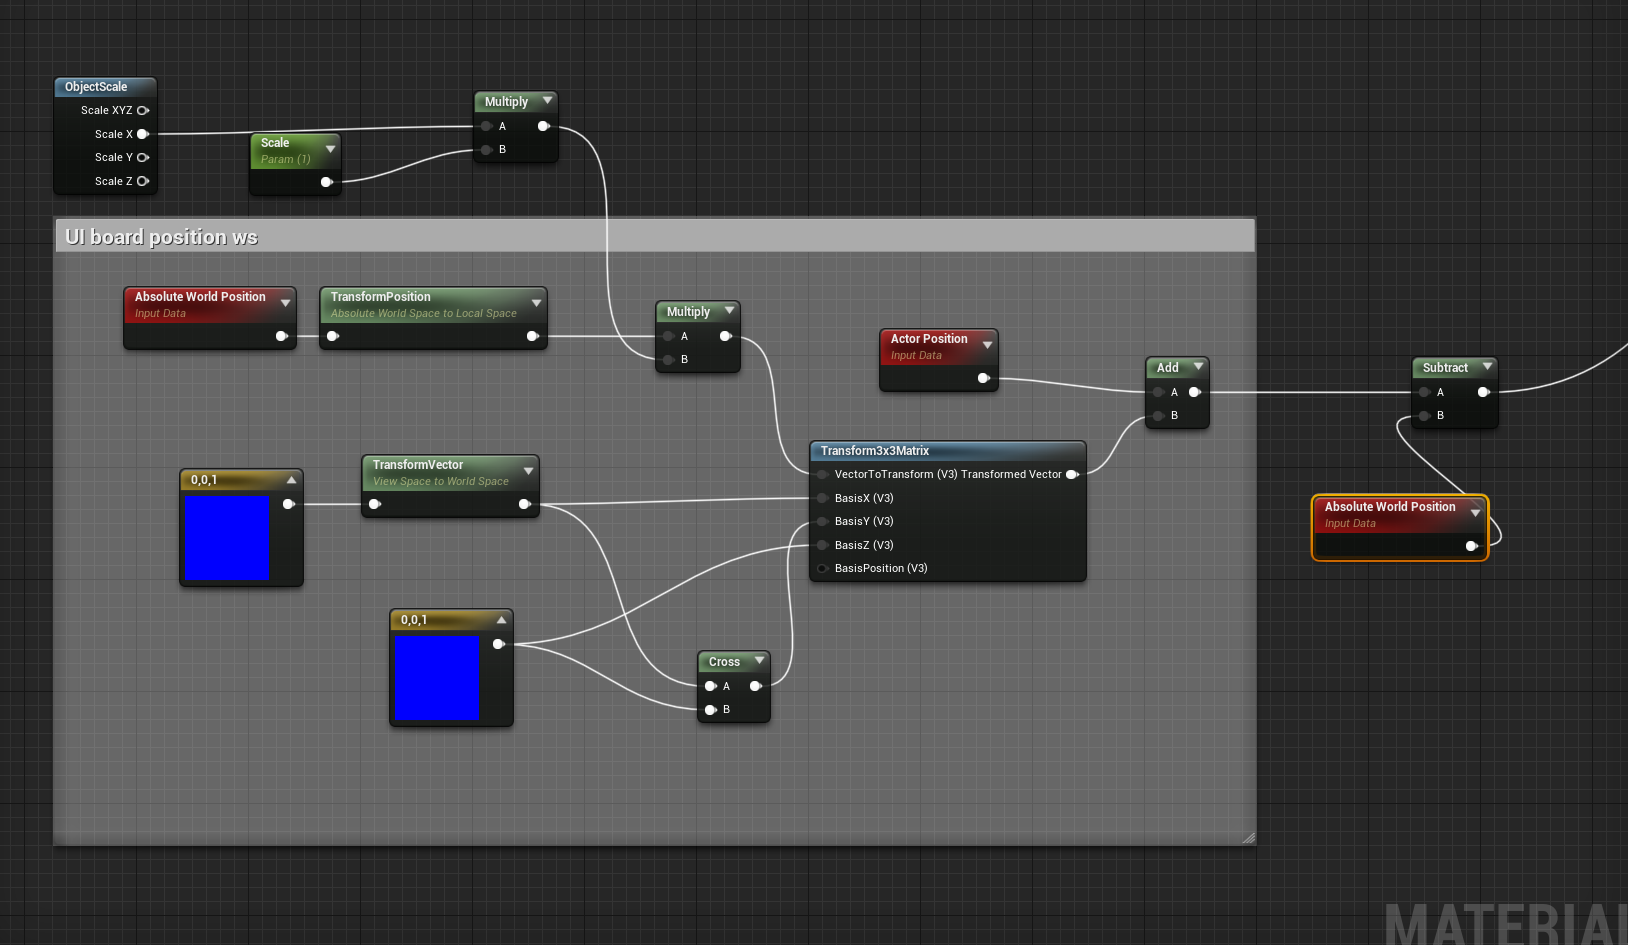 ObjectScale
Scale XYZ
Scale X
Scale Y
Scale Z
Scale
Param (1)
Multiply
A
B
UI board position ws
Absolute World Position
Input Data
TransformPosition
Absolute World Space to Local Space
Multiply
A
B
Actor Position
Input Data
Add
A
B
Subtract
A
B
0,0,1
TransformVector
View Space to World Space
Transform3x3Matrix
VectorToTransform (V3) Transformed Vector
BasisX (V3)
BasisY (V3)
BasisZ (V3)
BasisPosition (V3)
Absolute World Position
Input Data
0,0,1
Cross
A
B
MATERIAL